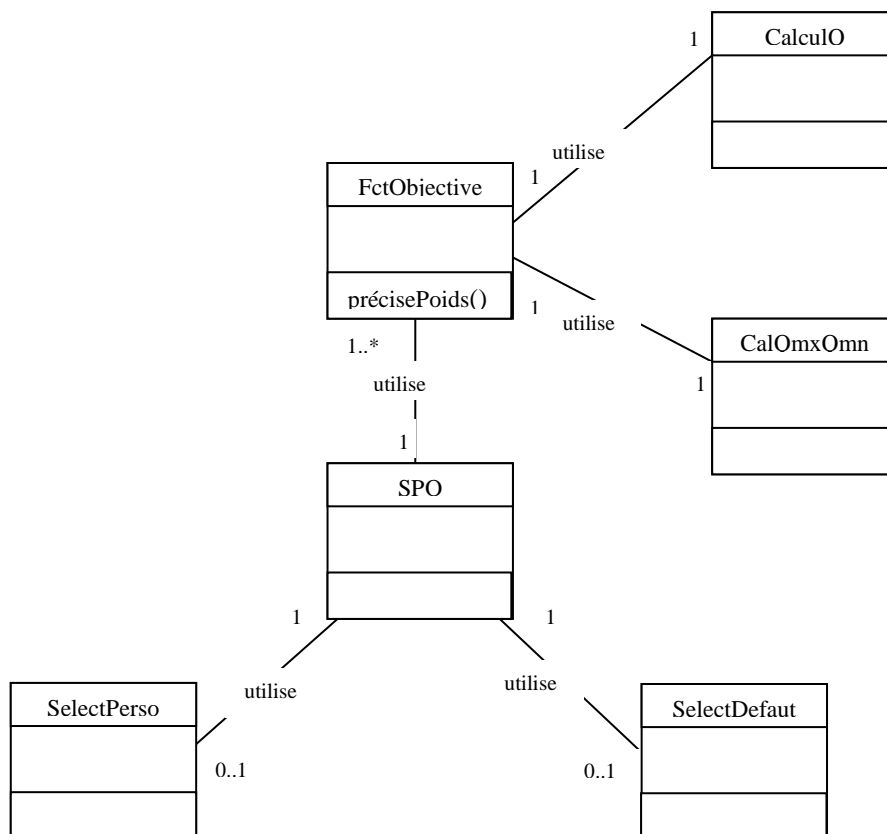 1
CalculO
utilise
FctObjective
1
précisePoids()
1
utilise
CalOmxOmn
1..*
1
utilise
1
SPO
1
1
utilise
utilise
SelectPerso
SelectDefaut
0..1
0..1